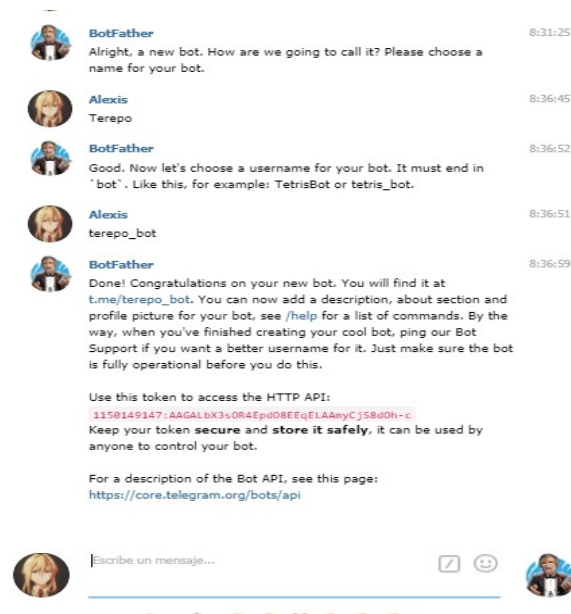 BotFather 8:31:25
Alright, a new bot. How are we going to call it? Please choose a
name for your bot.
Alexis 8:36:45
Terepo
BotFather 8:36:52
Good. Now let's choose a username for your bot. It must end in
`bot`. Like this, for example: TetrisBot or tetris_bot.
Alexis 8:36:51
terepo_bot
BotFather 8:36:59
Done! Congratulations on your new bot. You will find it at
t.me/terepo_bot. You can now add a description, about section and
profile picture for your bot, see /help for a list of commands. By the
way, when you've finished creating your cool bot, ping our Bot
Support if you want a better username for it. Just make sure the bot
is fully operational before you do this.
Use this token to access the HTTP API:
1150149147:AAGALbX3sOR4EpdO8EEqELAAmyCjS8dOh-c
Keep your token secure and store it safely, it can be used by
anyone to control your bot.
For a description of the Bot API, see this page:
https://core.telegram.org/bots/api
Escribe un mensaje...